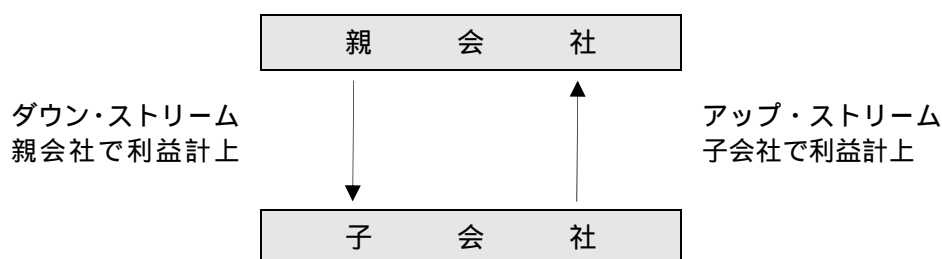 親会社
ダウン・ストリーム
親会社で利益計上
アップ・ストリーム
子会社で利益計上
子会社